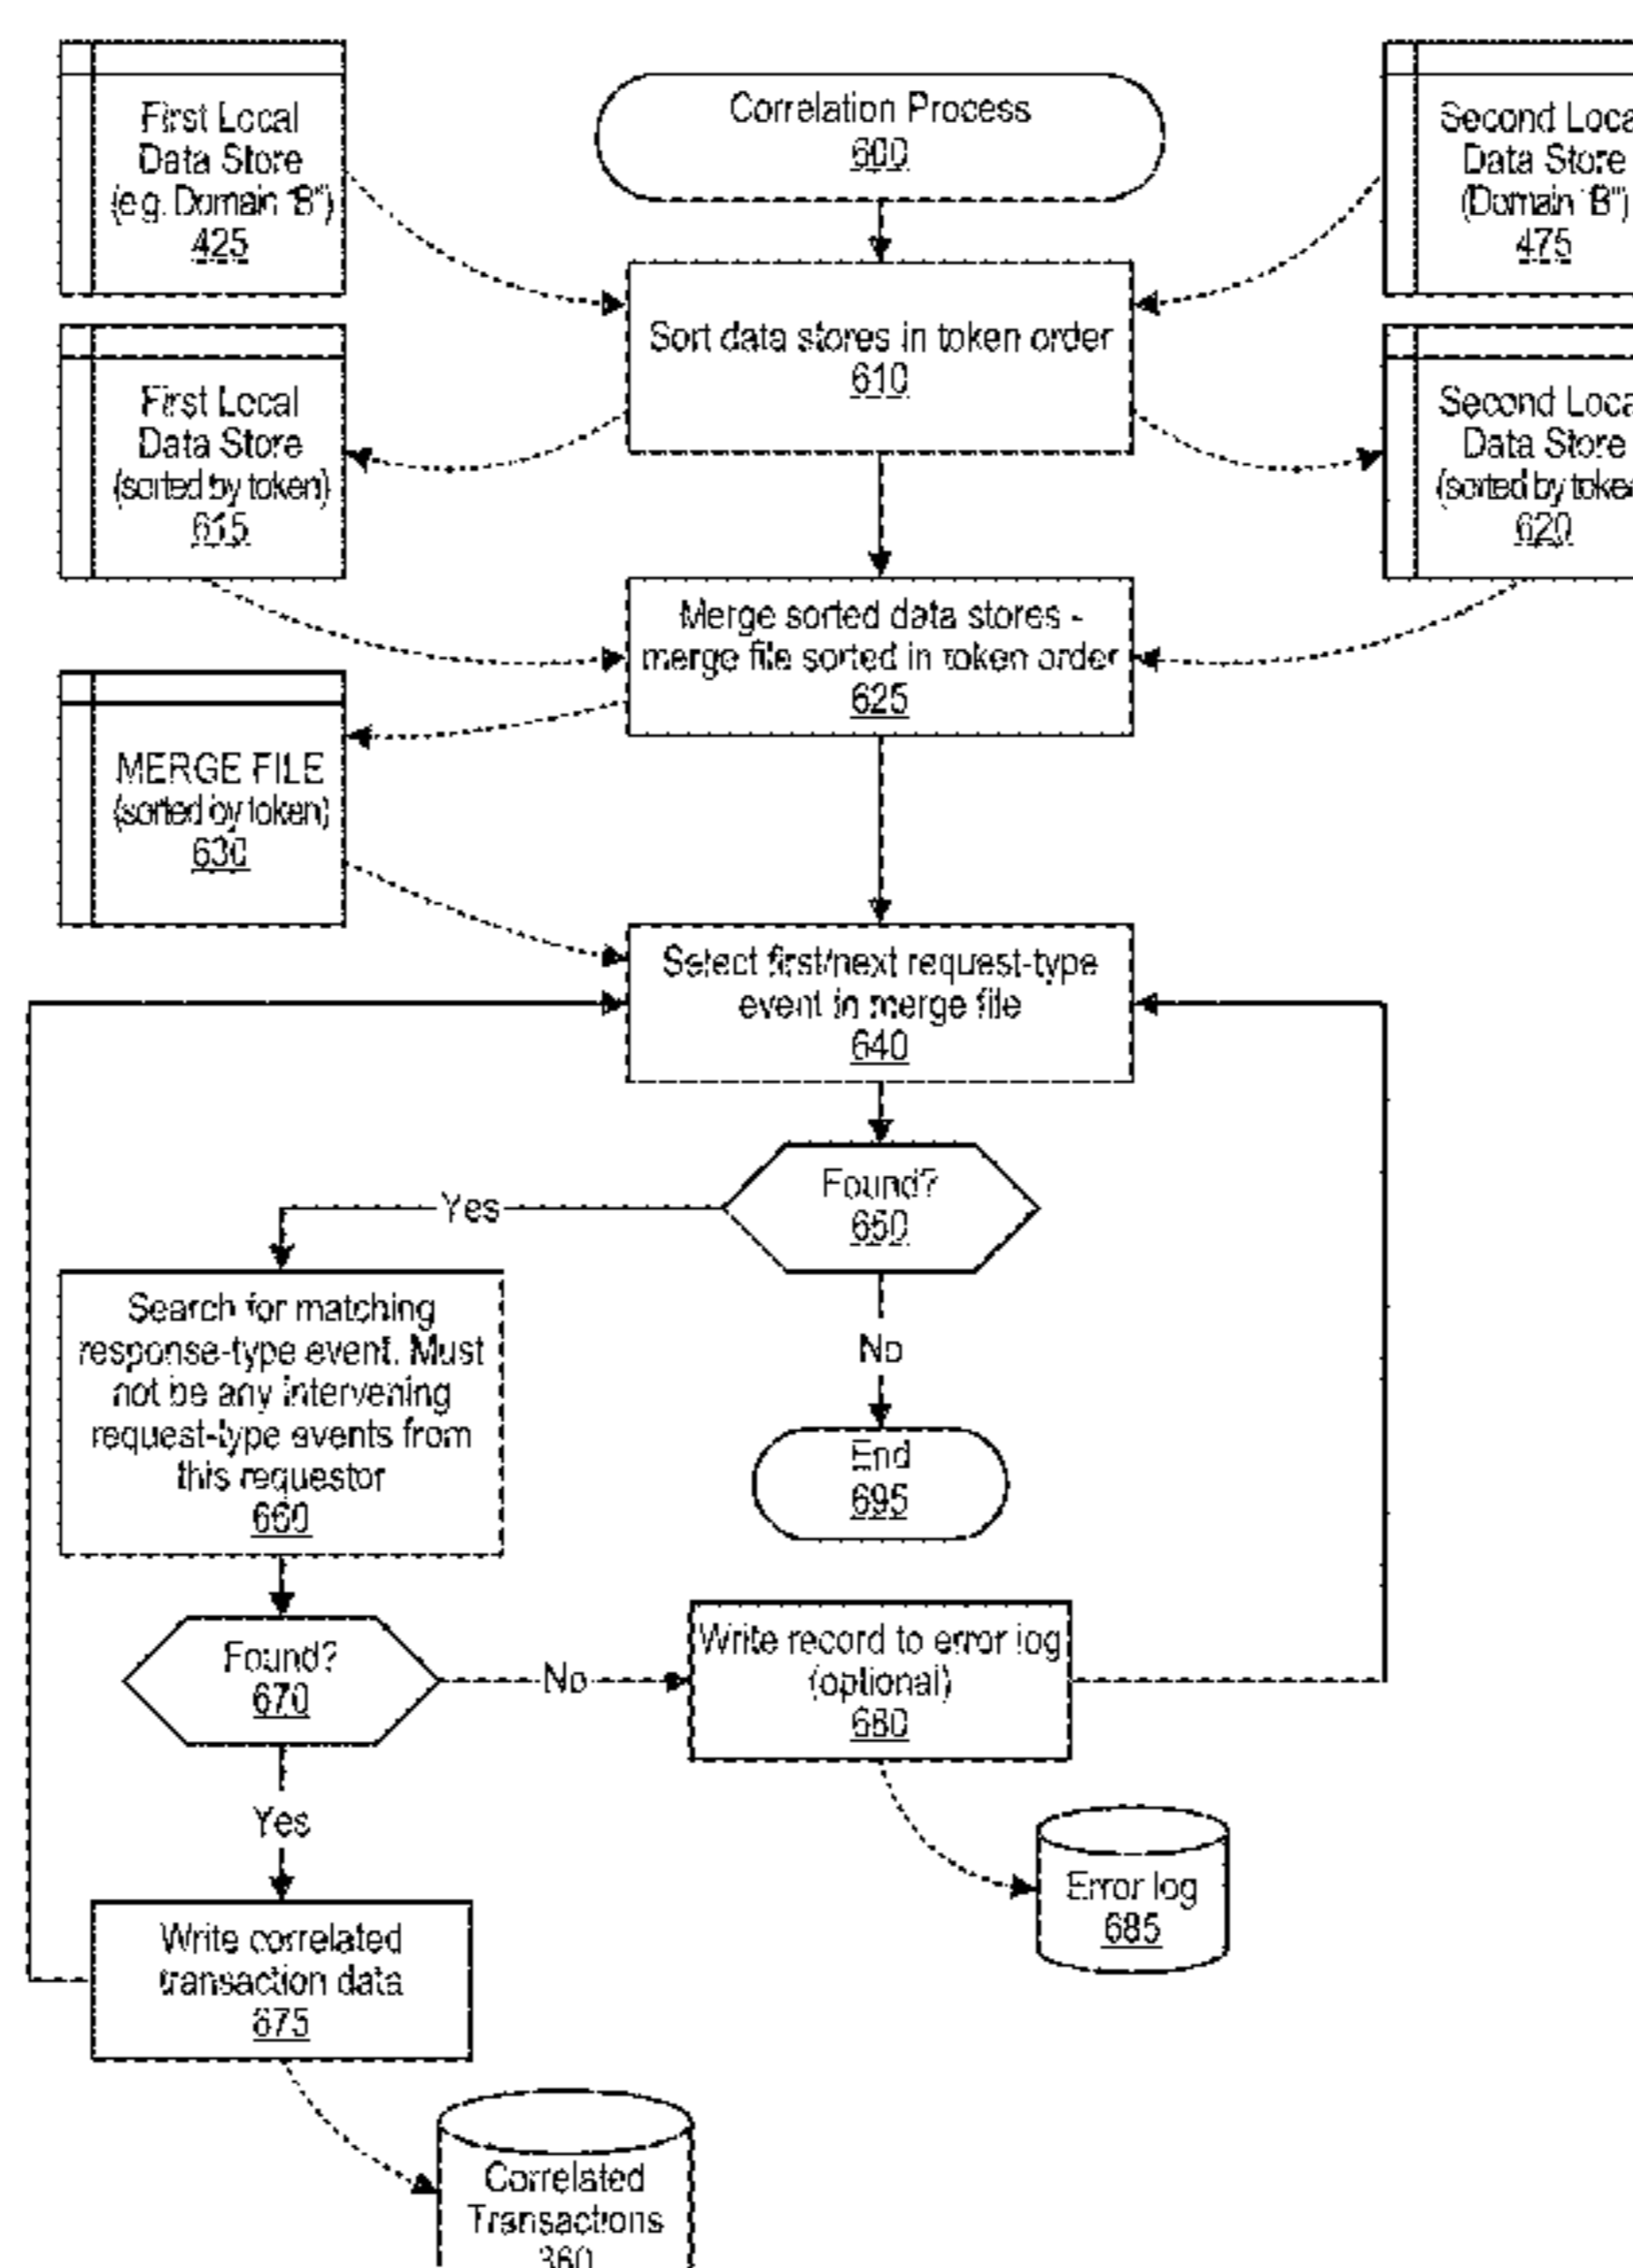 First Local
Data Store
(e.g. Domain "B")
425
Correlation Process
600
Second Loca
Data Store
(Domain "B")
475
Sort data stores in token order
610
First Local
Data Store
(sorted by token)
615
Second Loca
Data Store
(sorted by toke
620
Merge sorted data stores -
merge file sorted in token order
625
MERGE FILE
(sorted by token)
630
Select first/next request-type
event in merge file
640
Found?
650
Yes
No
Search for matching
response-type event. Must
not be any intervening
request-type events from
this requestor
660
End
695
Found?
670
No
Write record to error log
(optional)
680
Yes
Error log
685
Write correlated
transaction data
675
Correlated
Transactions
360